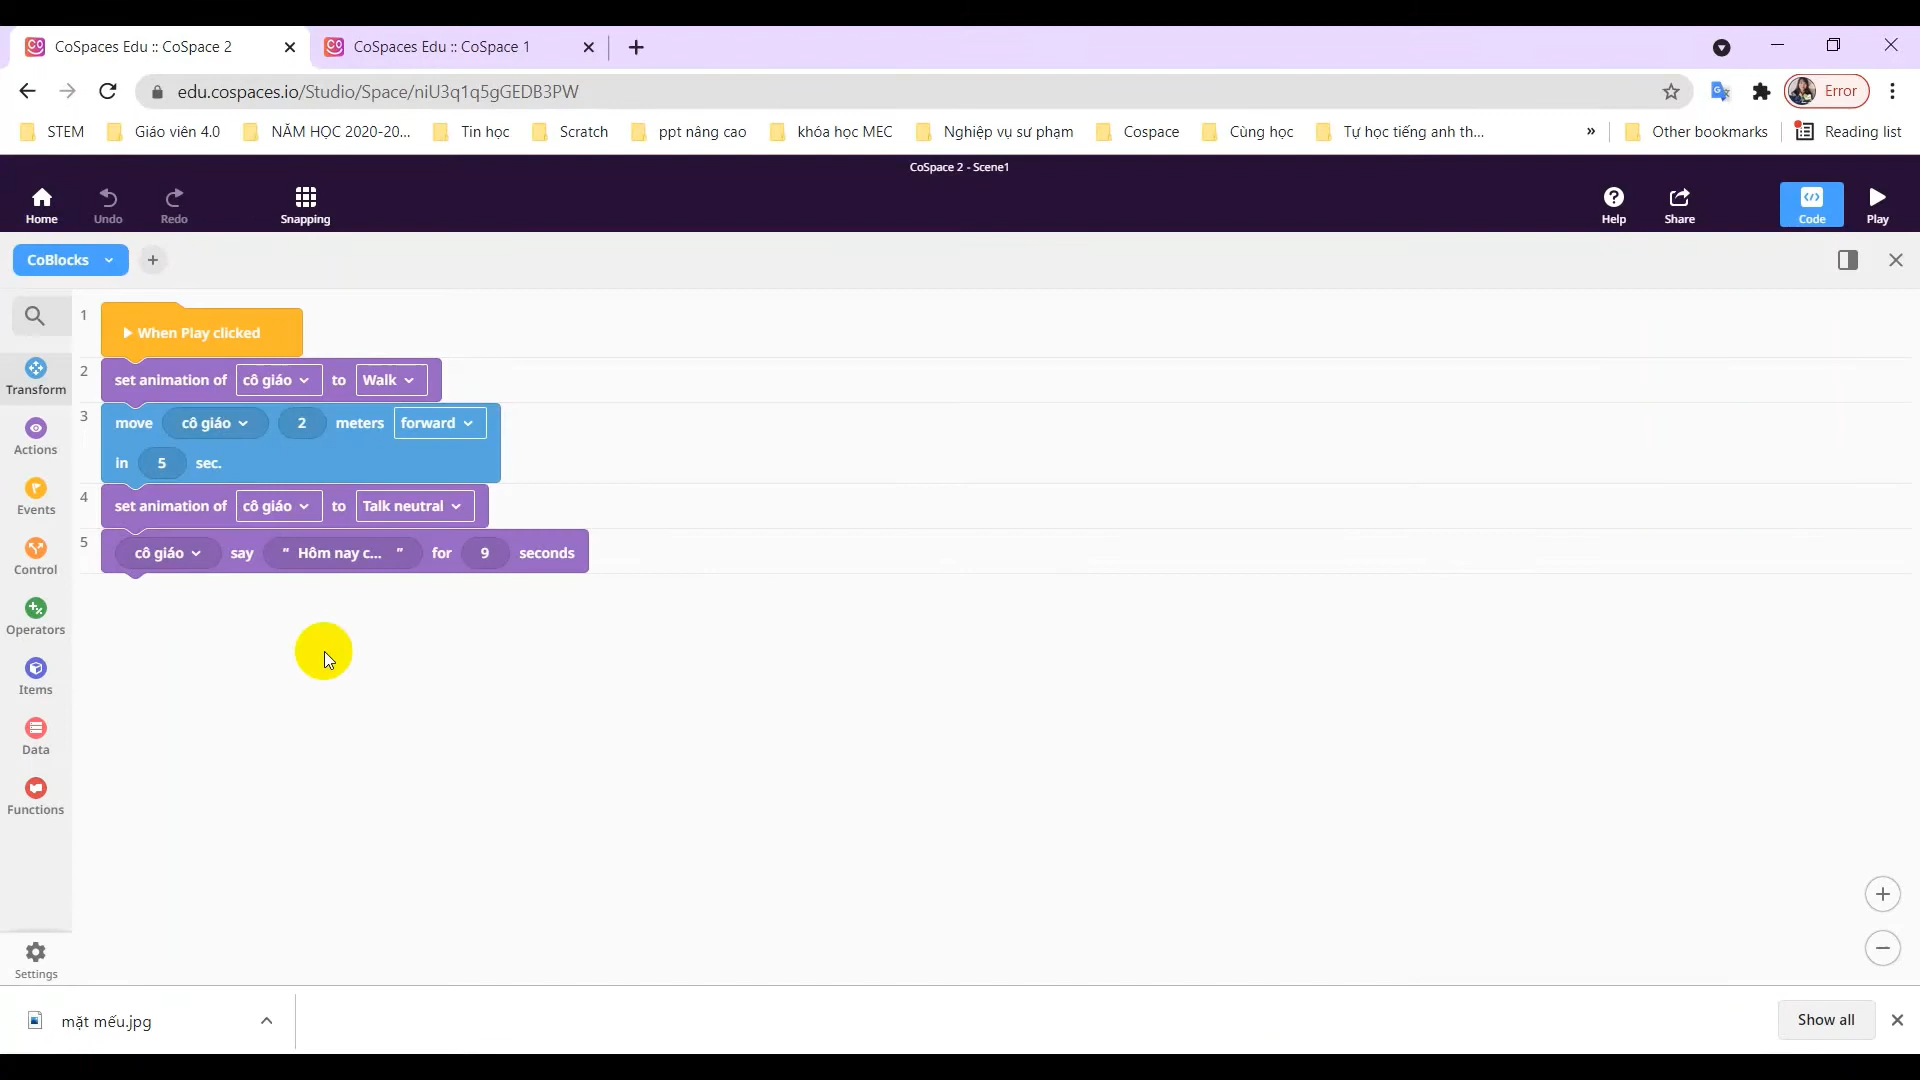 CoSpaces Edu :: CoSpace 2
CoSpaces Edu :: CoSpace 1
edu.cospaces.io/Studio/Space/niU3q1q5gGEDB3PW
Error
STEM
Giáo viên 4.0
NĂM HỌC 2020-20...
Tin học
Scratch
ppt nâng cao
khóa học MEC
Nghiệp vụ sư phạm
Cospace
Cùng học
Tự học tiếng anh th...
»
Other bookmarks
Reading list
CoSpace 2 - Scene1
Home
Undo
Redo
Snapping
Help
Share
Code
Play
CoBlocks
Transform
Actions
Events
Control
Operators
Items
Data
Functions
Settings
1 When Play clicked
2 set animation of cô giáo to Walk
3 move cô giáo 2 meters forward
in 5 sec.
4 set animation of cô giáo to Talk neutral
5 cô giáo say “ Hôm nay c... ” for 9 seconds
mặt mếu.jpg
Show all